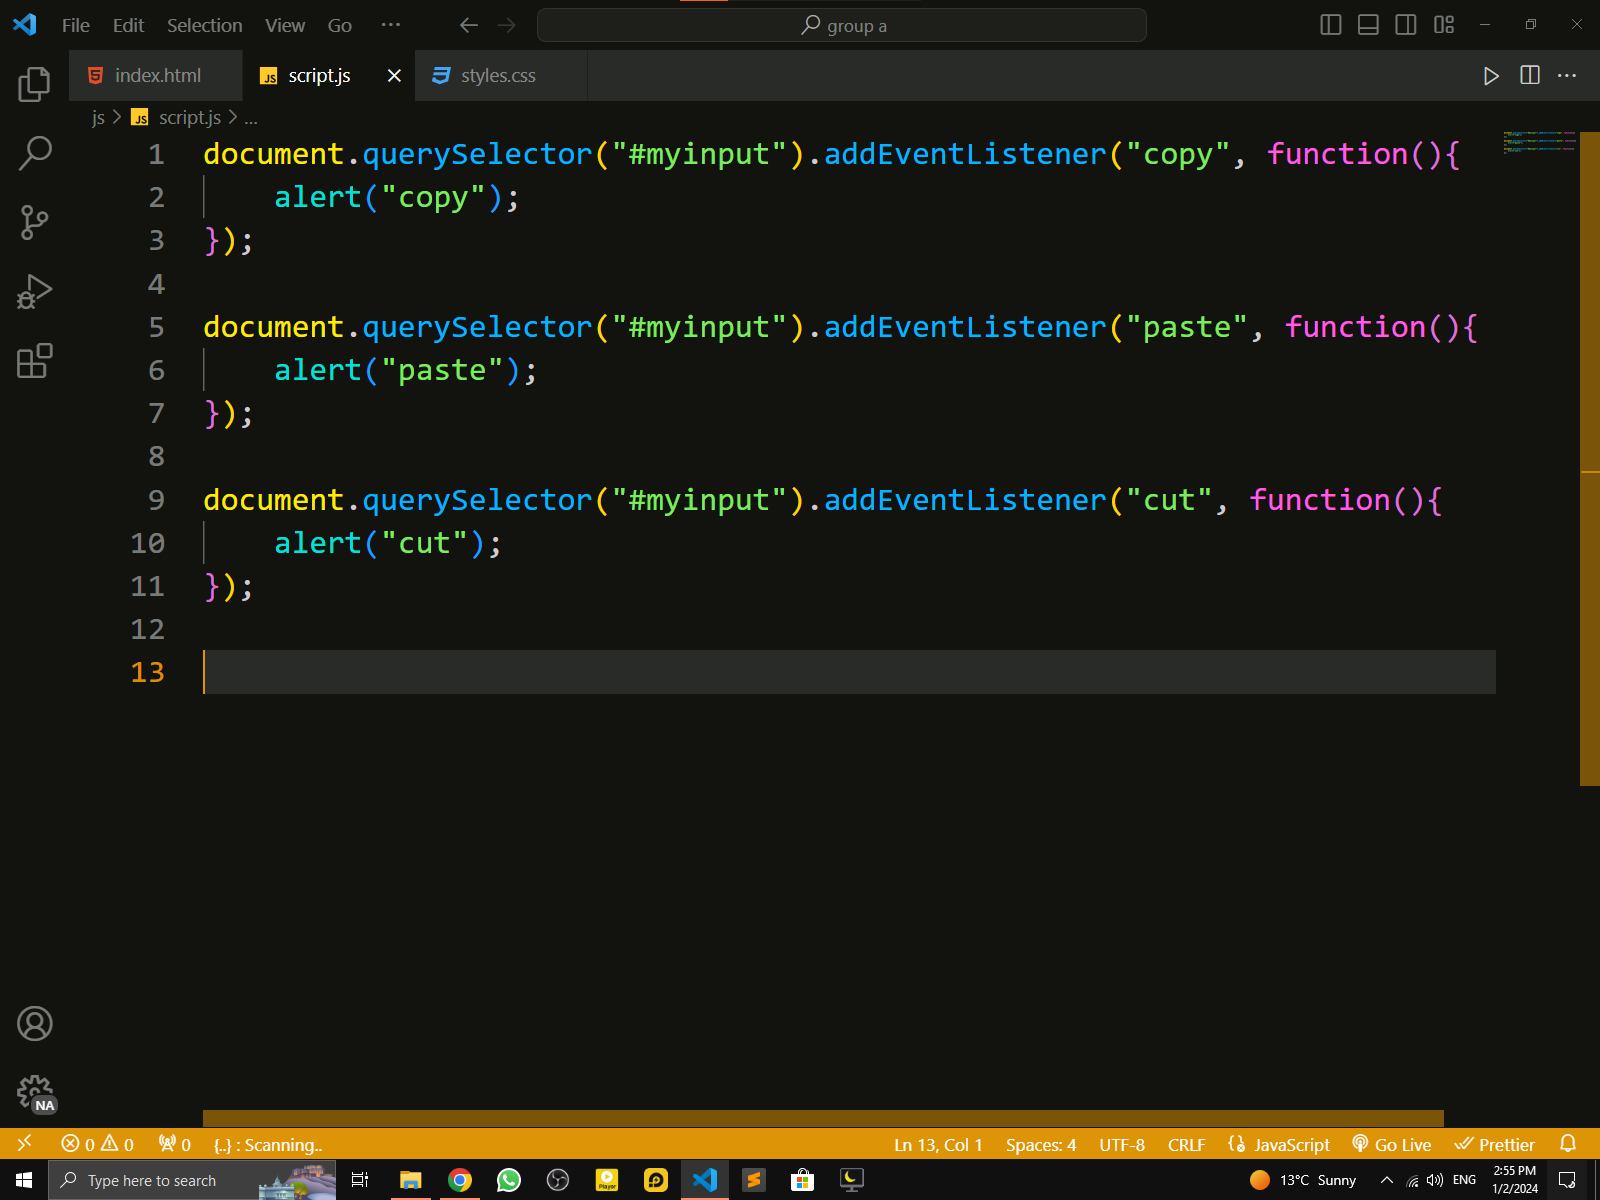 File Edit Selection View Go ··· group a
index.html script.js styles.css
js > script.js > ...
1 document.querySelector("#myinput").addEventListener("copy", function(){
2 alert("copy");
3 });
4
5 document.querySelector("#myinput").addEventListener("paste", function(){
6 alert("paste");
7 });
8
9 document.querySelector("#myinput").addEventListener("cut", function(){
10 alert("cut");
11 });
12
13
NA
0 0 0 {..} : Scanning.. Ln 13, Col 1 Spaces: 4 UTF-8 CRLF JavaScript Go Live Prettier
Type here to search 13°C Sunny ENG 2:55 PM
1/2/2024